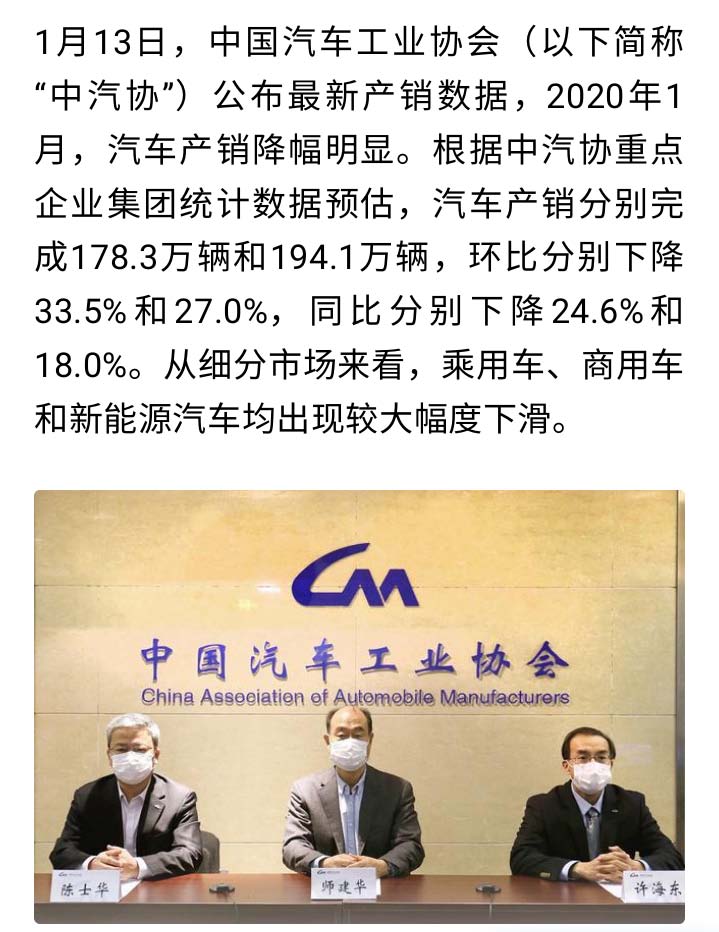 1月13日，中国汽车工业协会（以下简称
“中汽协”）公布最新产销数据，2020年1
月，汽车产销降幅明显。根据中汽协重点
企业集团统计数据预估，汽车产销分别完
成178.3万辆和194.1万辆，环比分别下降
33.5%和27.0%，同比分别下降24.6%和
18.0%。从细分市场来看，乘用车、商用车
和新能源汽车均出现较大幅度下滑。
中国汽车工业协会
China Association of Automobile Manufacturers
陈士华
师建华
许海东